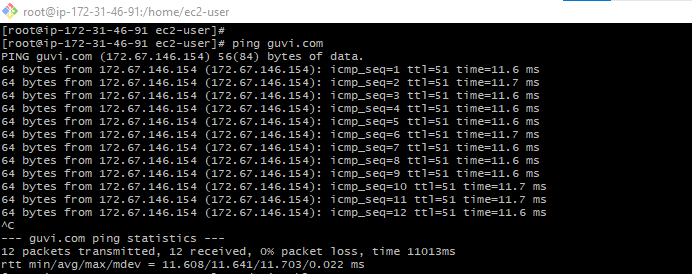 root@ip-172-31-46-91:/home/ec2-user
[root@ip-172-31-46-91 ec2-user]#
[root@ip-172-31-46-91 ec2-user]# ping guvi.com
PING guvi.com (172.67.146.154) 56(84) bytes of data.
64 bytes from 172.67.146.154 (172.67.146.154): icmp_seq=1 ttl=51 time=11.6 ms
64 bytes from 172.67.146.154 (172.67.146.154): icmp_seq=2 ttl=51 time=11.7 ms
64 bytes from 172.67.146.154 (172.67.146.154): icmp_seq=3 ttl=51 time=11.6 ms
64 bytes from 172.67.146.154 (172.67.146.154): icmp_seq=4 ttl=51 time=11.6 ms
64 bytes from 172.67.146.154 (172.67.146.154): icmp_seq=5 ttl=51 time=11.6 ms
64 bytes from 172.67.146.154 (172.67.146.154): icmp_seq=6 ttl=51 time=11.7 ms
64 bytes from 172.67.146.154 (172.67.146.154): icmp_seq=7 ttl=51 time=11.6 ms
64 bytes from 172.67.146.154 (172.67.146.154): icmp_seq=8 ttl=51 time=11.6 ms
64 bytes from 172.67.146.154 (172.67.146.154): icmp_seq=9 ttl=51 time=11.6 ms
64 bytes from 172.67.146.154 (172.67.146.154): icmp_seq=10 ttl=51 time=11.7 ms
64 bytes from 172.67.146.154 (172.67.146.154): icmp_seq=11 ttl=51 time=11.7 ms
64 bytes from 172.67.146.154 (172.67.146.154): icmp_seq=12 ttl=51 time=11.6 ms
^C
--- guvi.com ping statistics ---
12 packets transmitted, 12 received, 0% packet loss, time 11013ms
rtt min/avg/max/mdev = 11.608/11.641/11.703/0.022 ms